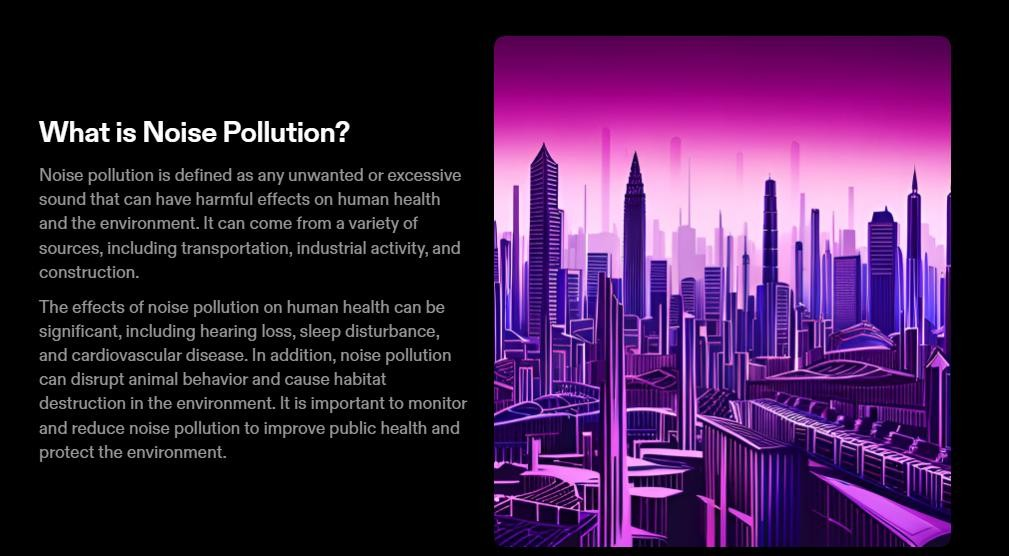 What is Noise Pollution?
Noise pollution is defined as any unwanted or excessive
sound that can have harmful effects on human health
and the environment. It can come from a variety of
sources, including transportation, industrial activity, and
construction.
The effects of noise pollution on human health can be
significant, including hearing loss, sleep disturbance,
and cardiovascular disease. In addition, noise pollution
can disrupt animal behavior and cause habitat
destruction in the environment. It is important to monitor
and reduce noise pollution to improve public health and
protect the environment.